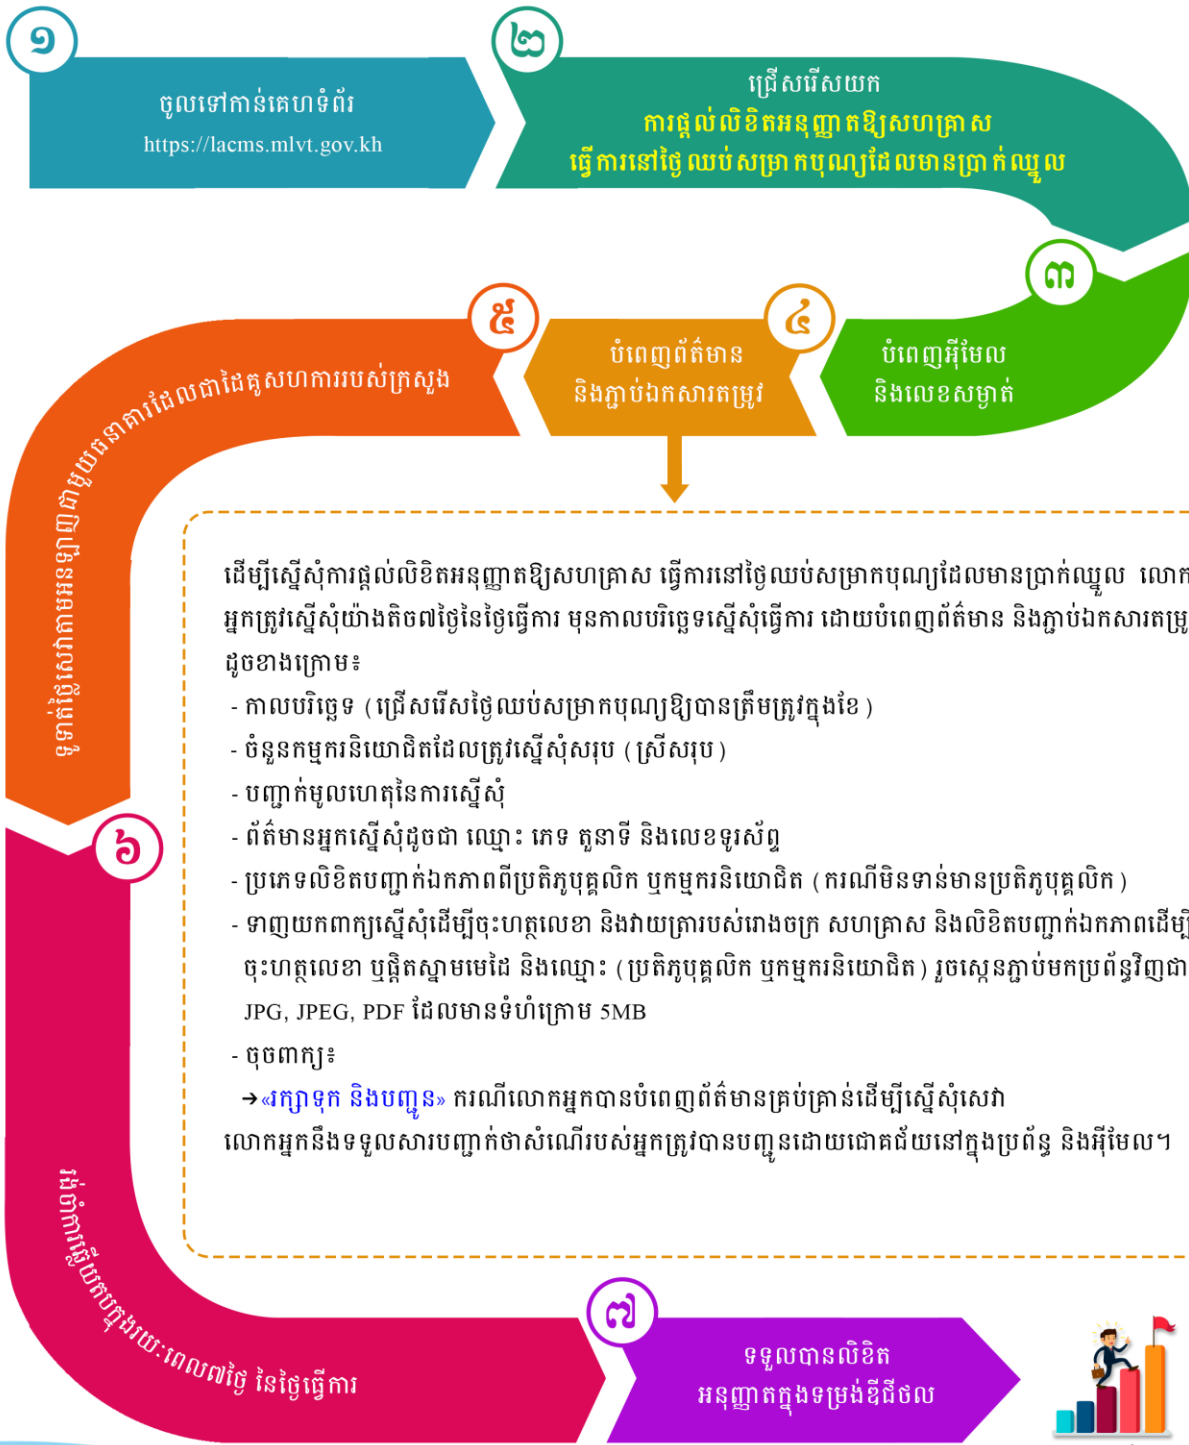 ១
ចូលទៅកាន់គេហទំព័រ
https://lacms.mlvt.gov.kh
២
ជ្រើសរើសយក
ការផ្តល់លិខិតអនុញ្ញាតឱ្យសហគ្រាស
ធ្វើការនៅថ្ងៃឈប់សម្រាកបុណ្យដែលមានប្រាក់ឈ្នួល
៣
បំពេញអ៊ីមែល
និងលេខសម្ងាត់
៤
បំពេញព័ត៌មាន
និងភ្ជាប់ឯកសារតម្រូវ
ដើម្បីស្នើសុំការផ្តល់លិខិតអនុញ្ញាតឱ្យសហគ្រាស ធ្វើការនៅថ្ងៃឈប់សម្រាកបុណ្យដែលមានប្រាក់ឈ្នួល លោក
អ្នកត្រូវស្នើសុំយ៉ាងតិច៧ថ្ងៃនៃថ្ងៃធ្វើការ មុនកាលបរិច្ឆេទស្នើសុំធ្វើការ ដោយបំពេញព័ត៌មាន និងភ្ជាប់ឯកសារតម្រូ
ដូចខាងក្រោម៖
- កាលបរិច្ឆេទ (ជ្រើសរើសថ្ងៃឈប់សម្រាកបុណ្យឱ្យបានត្រឹមត្រូវក្នុងខែ)
- ចំនួនកម្មករនិយោជិតដែលត្រូវស្នើសុំសរុប (ស្រីសរុប)
- បញ្ជាក់មូលហេតុនៃការស្នើសុំ
- ព័ត៌មានអ្នកស្នើសុំដូចជា ឈ្មោះ ភេទ តួនាទី និងលេខទូរស័ព្ទ
- ប្រភេទលិខិតបញ្ជាក់ឯកភាពពីប្រតិភូបុគ្គលិក ឬកម្មករនិយោជិត (ករណីមិនទាន់មានប្រតិភូបុគ្គលិក)
- ទាញយកពាក្យស្នើសុំដើម្បីចុះហត្ថលេខា និងវាយត្រារបស់រោងចក្រ សហគ្រាស និងលិខិតបញ្ជាក់ឯកភាពដើម្បី
ចុះហត្ថលេខា ឬផ្តិតស្នាមមេដៃ និងឈ្មោះ (ប្រតិភូបុគ្គលិក ឬកម្មករនិយោជិត) រួចស្កេនភ្ជាប់មកប្រព័ន្ធវិញជា
JPG, JPEG, PDF ដែលមានទំហំក្រោម 5MB
- ចុចពាក្យ៖
➔«រក្សាទុក និងបញ្ជូន» ករណីលោកអ្នកបានបំពេញព័ត៌មានគ្រប់គ្រាន់ដើម្បីស្នើសុំសេវា
លោកអ្នកនឹងទទួលសារបញ្ជាក់ថាសំណើរបស់អ្នកត្រូវបានបញ្ជូនដោយជោគជ័យនៅក្នុងប្រព័ន្ធ និងអ៊ីមែល។
៥
ទូទាត់ថ្លៃសេវាតាមអនឡាញជាមួយធនាគារដែលជាដៃគូសហការរបស់ក្រសួង
៦
រង់ចាំការឆ្លើយតបក្នុងរយៈពេល៧ថ្ងៃ នៃថ្ងៃធ្វើការ
៧
ទទួលបានលិខិត
អនុញ្ញាតក្នុងទម្រង់ឌីជីថល